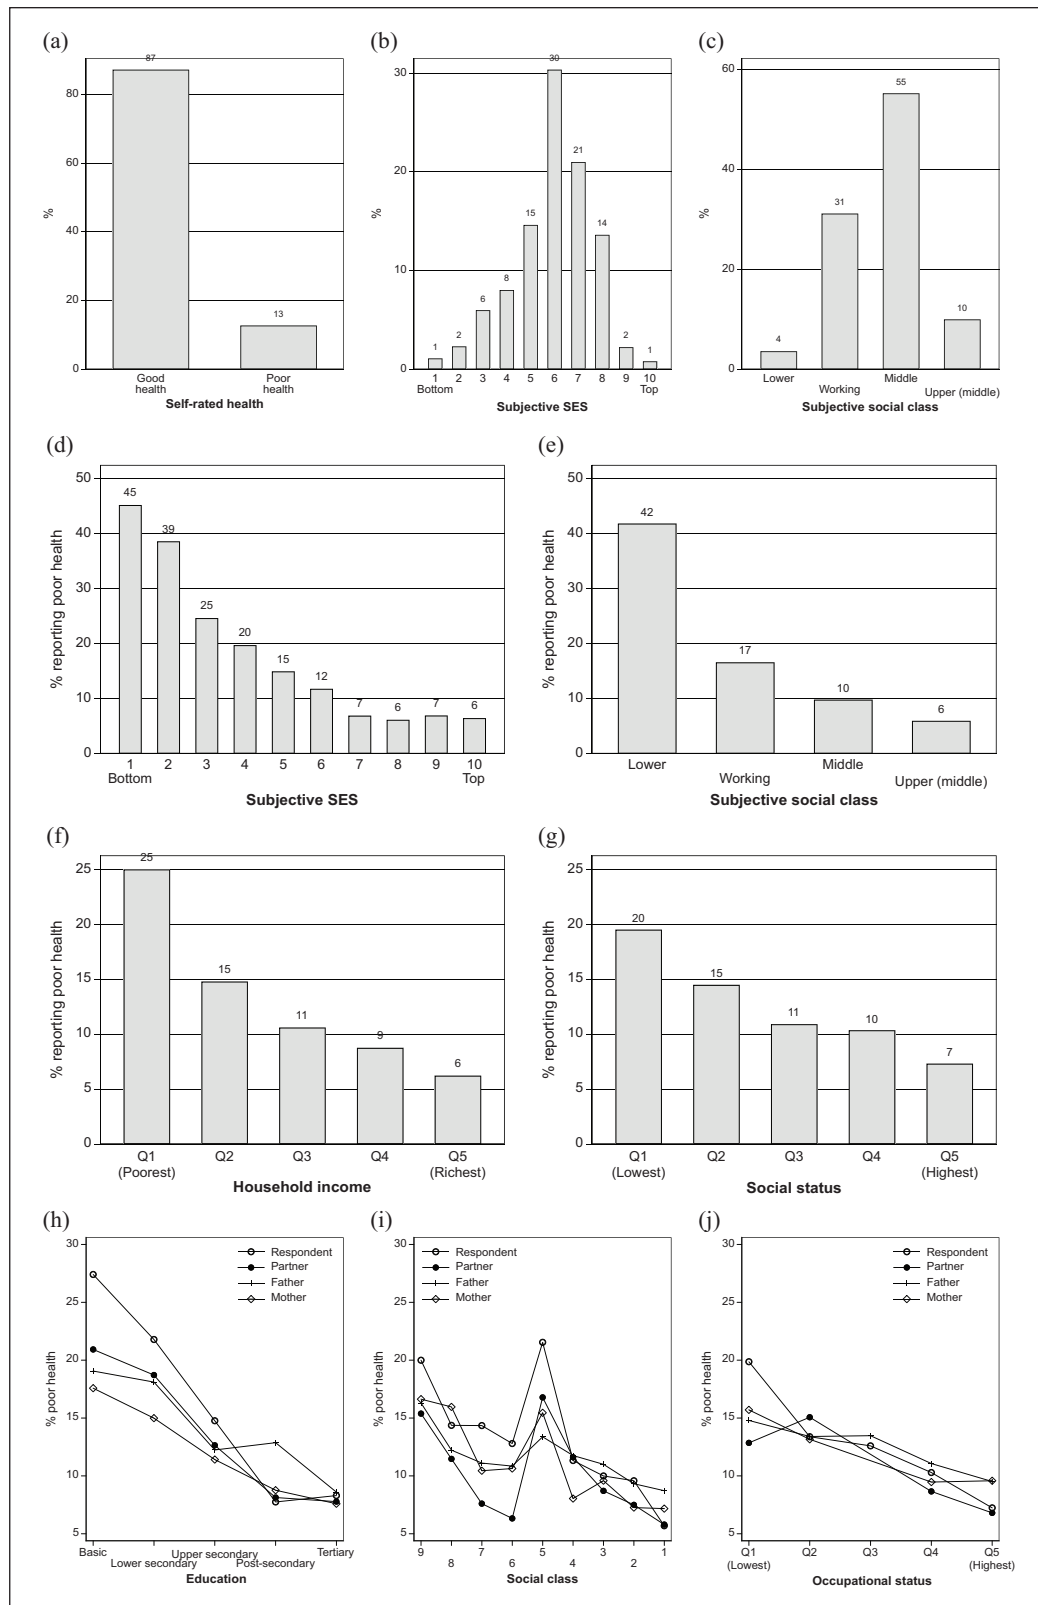 (a)
87
80
60
40
20
0
%
13
Good health
Poor health
Self-rated health
(b)
30
20
10
0
%
1
2
6
8
15
30
21
14
2
1
1 2 3 4 5 6 7 8 9 10
Bottom Top
Subjective SES
(c)
60
40
20
0
%
4
31
55
10
Lower
Working
Middle
Upper (middle)
Subjective social class
(d)
50
40
30
20
10
0
% reporting poor health
45
39
25
20
15
12
7
6
7
6
1 2 3 4 5 6 7 8 9 10
Bottom Top
Subjective SES
(e)
50
40
30
20
10
0
% reporting poor health
42
17
10
6
Lower
Working
Middle
Upper (middle)
Subjective social class
(f)
25
20
15
10
5
0
% reporting poor health
25
15
11
9
6
Q1 Q2 Q3 Q4 Q5
(Poorest) (Richest)
Household income
(g)
25
20
15
10
5
0
% reporting poor health
20
15
11
10
7
Q1 Q2 Q3 Q4 Q5
(Lowest) (Highest)
Social status
(h)
30
25
20
15
10
5
% poor health
Respondent
Partner
Father
Mother
Basic
Lower secondary
Upper secondary
Post-secondary
Tertiary
Education
(i)
30
25
20
15
10
5
% poor health
Respondent
Partner
Father
Mother
9 8 7 6 5 4 3 2 1
Social class
(j)
30
25
20
15
10
5
% poor health
Respondent
Partner
Father
Mother
Q1 Q2 Q3 Q4 Q5
(Lowest) (Highest)
Occupational status